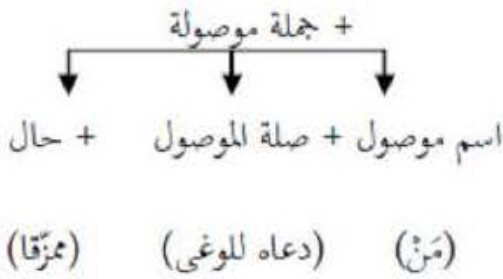 + جملة موصولة
اسم موصول + صلة الموصول + حال
(مَنْ) (دعاه للوغى) (ممزّقا)